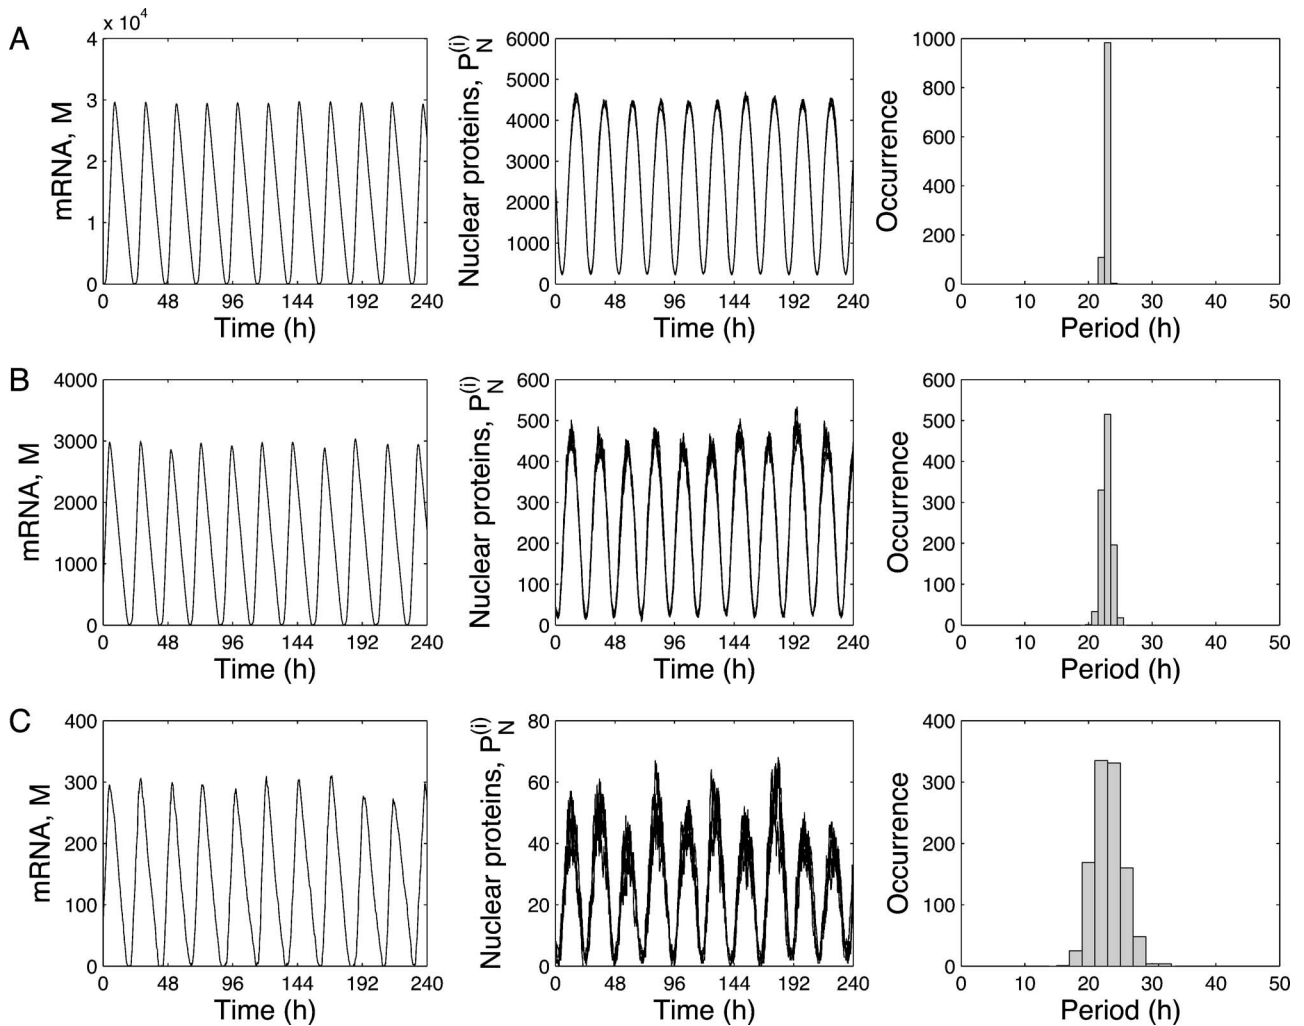 A
x 10⁴
4
3
2
1
0
mRNA, M
0 48 96 144 192 240
Time (h)
6000
5000
4000
3000
2000
1000
0
Nuclear proteins, P_N^(i)
0 48 96 144 192 240
Time (h)
1000
800
600
400
200
0
Occurrence
0 10 20 30 40 50
Period (h)
B
4000
3000
2000
1000
0
mRNA, M
0 48 96 144 192 240
Time (h)
600
500
400
300
200
100
0
Nuclear proteins, P_N^(i)
0 48 96 144 192 240
Time (h)
600
500
400
300
200
100
0
Occurrence
0 10 20 30 40 50
Period (h)
C
400
300
200
100
0
mRNA, M
0 48 96 144 192 240
Time (h)
80
60
40
20
0
Nuclear proteins, P_N^(i)
0 48 96 144 192 240
Time (h)
400
300
200
100
0
Occurrence
0 10 20 30 40 50
Period (h)